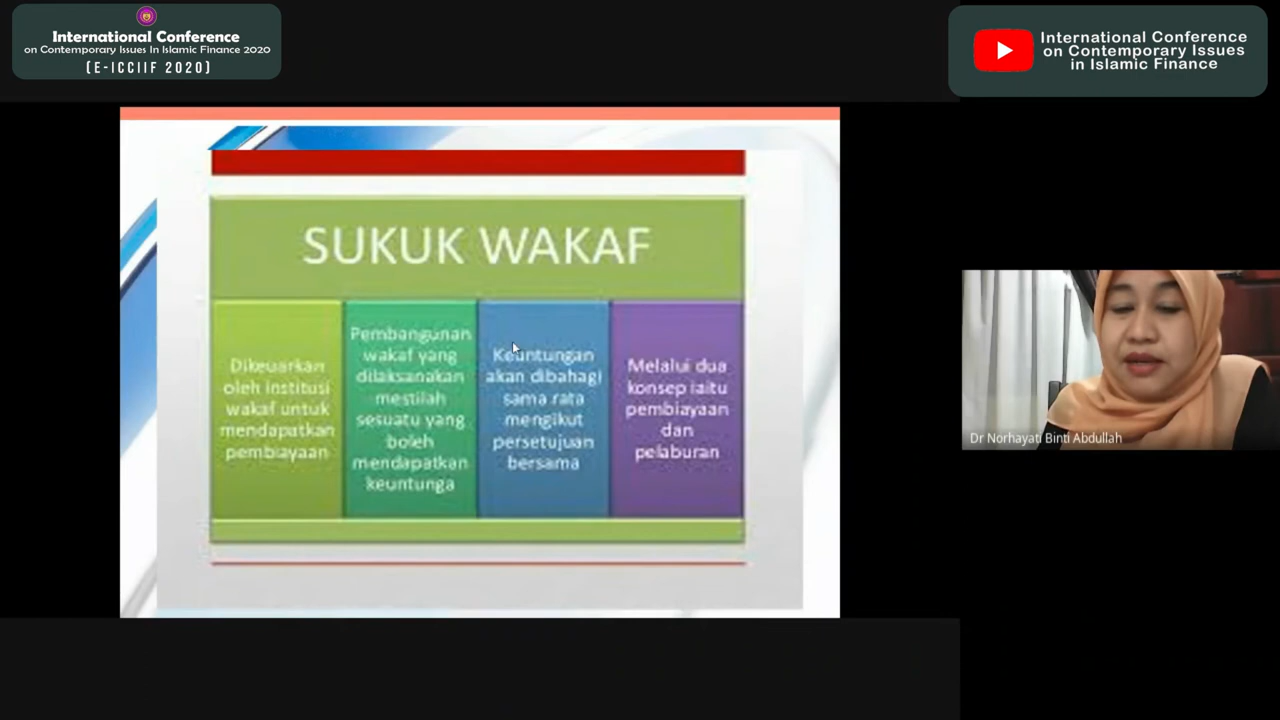 International Conference
on Contemporary Issues In Islamic Finance 2020
(E-ICCIIF 2020)
International Conference
on Contemporary Issues
in Islamic Finance
SUKUK WAKAF
Dikeuarkan
oleh institusi
wakaf untuk
mendapatkan
pembiayaan
Pembangunan
wakaf yang
dilaksanakan
mestilah
sesuatu yang
boleh
mendapatkan
keuntunga
Keuntungan
akan dibahagi
sama rata
mengikut
persetujuan
bersama
Melalui dua
konsep iaitu
pembiayaan
dan
pelaburan
Dr Norhayati Binti Abdullah